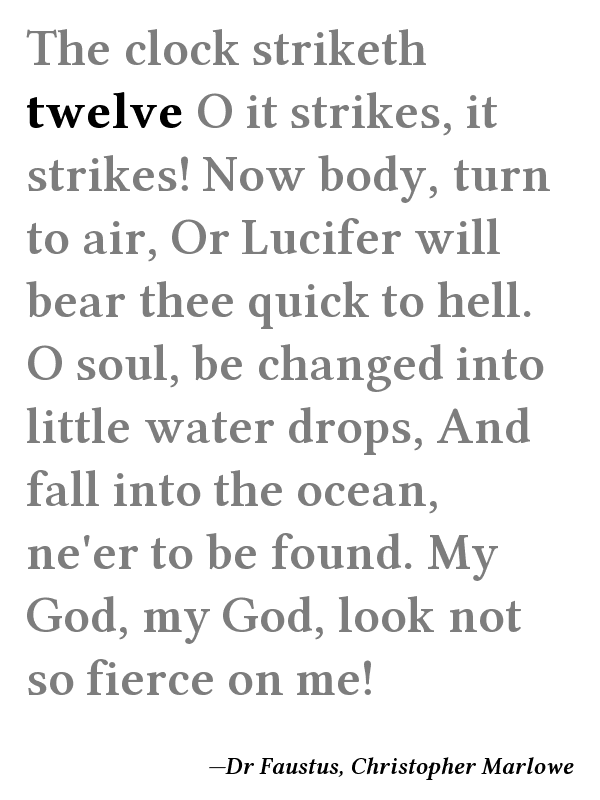 The clock striketh
twelve O it strikes, it
strikes! Now body, turn
to air, Or Lucifer will
bear thee quick to hell.
O soul, be changed into
little water drops, And
fall into the ocean,
ne'er to be found. My
God, my God, look not
so fierce on me!
—Dr Faustus, Christopher Marlowe